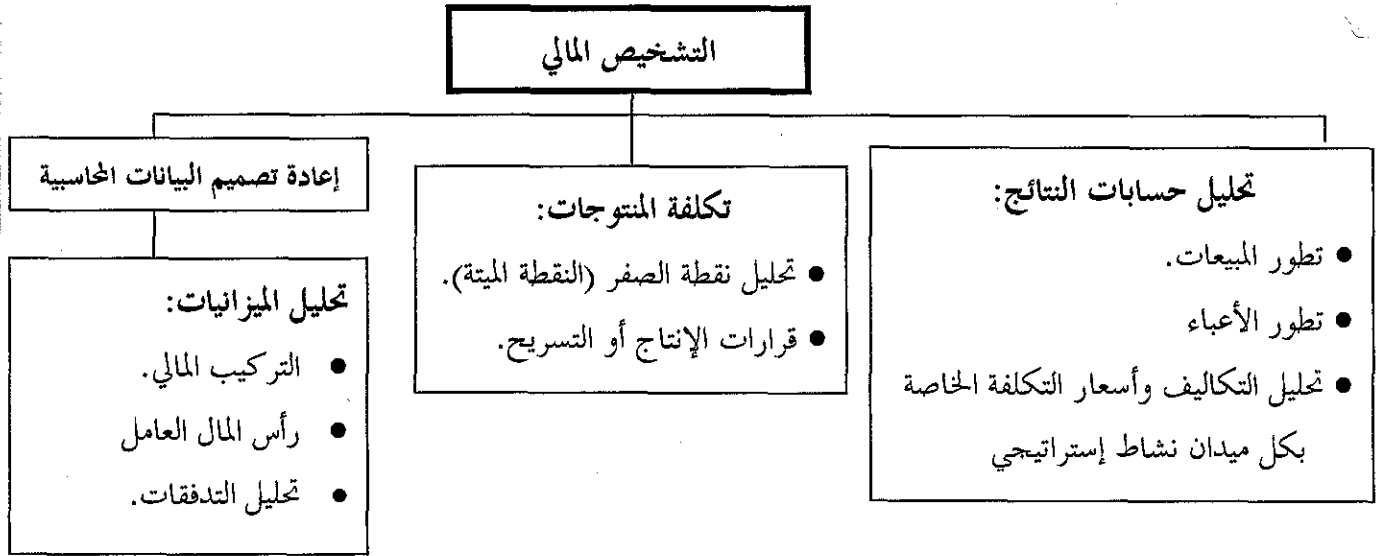 التشخيص المالي
تحليل حسابات النتائج:
● تطور المبيعات.
● تطور الأعباء
● تحليل التكاليف وأسعار التكلفة الخاصة
بكل ميدان نشاط إستراتيجي
تكلفة المنتوجات:
● تحليل نقطة الصفر (النقطة الميتة).
● قرارات الإنتاج أو التسريح.
إعادة تصميم البيانات المحاسبية
تحليل الميزانيات:
● التركيب المالي.
● رأس المال العامل
● تحليل التدفقات.